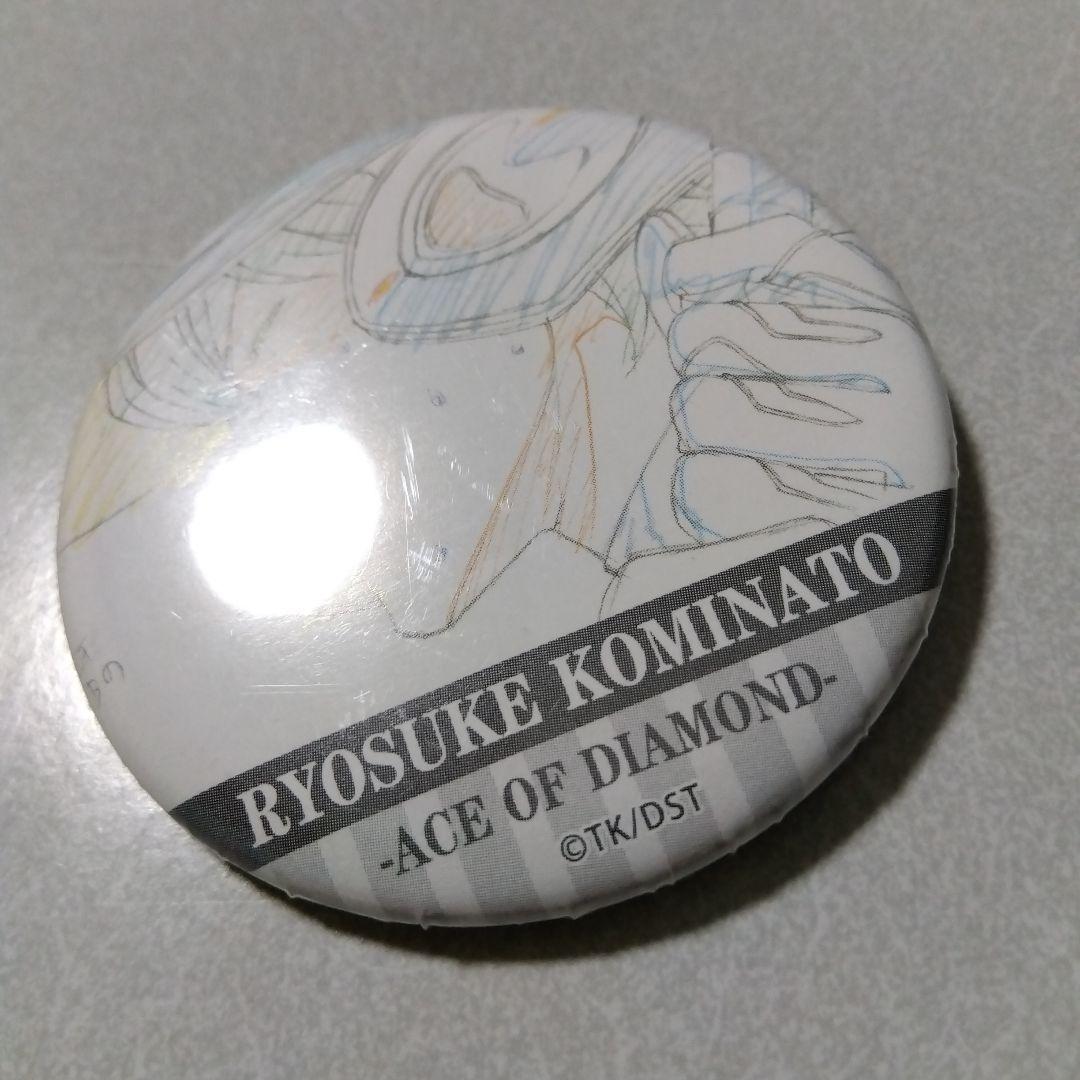 RYOSUKE KOMINATO
-ACE OF DIAMOND-
©TK/DST